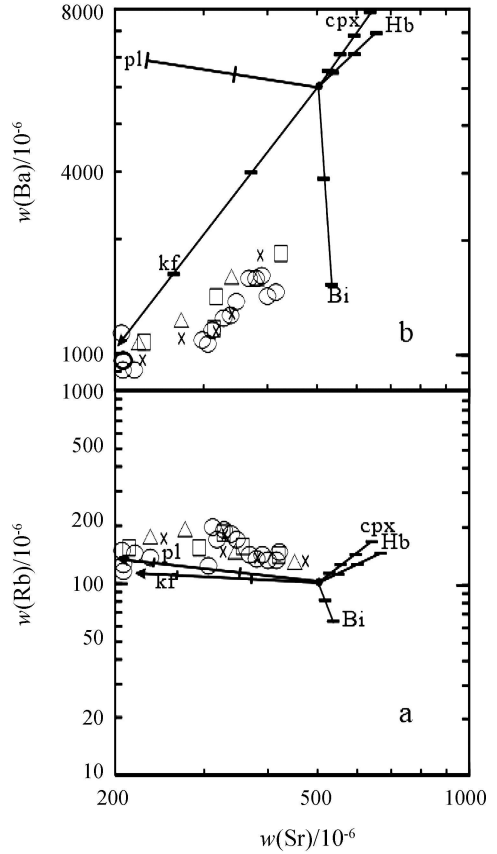 8000
cpx
Hb
pl
w(Ba)/10⁻⁶
4000
kf
Bi
b
1000
1000
500
w(Rb)/10⁻⁶
200
cpx
pl
Hb
100
kf
Bi
50
a
20
10
200 500 1000
w(Sr)/10⁻⁶